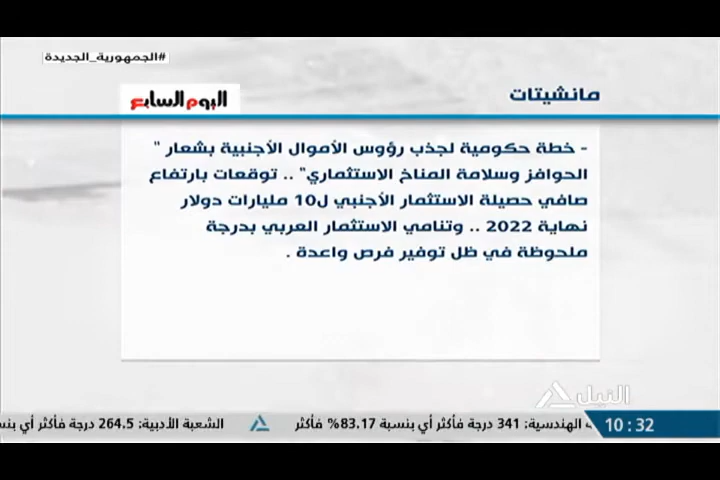 #الجمهورية_الجديدة
مانشيتات
اليوم السابع
- خطة حكومية لجذب رؤوس الأموال الأجنبية بشعار "
الحوافز وسلامة المناخ الاستثماري" .. توقعات بارتفاع
صافي حصيلة الاستثمار الأجنبي ل10 مليارات دولار
نهاية 2022 .. وتنامي الاستثمار العربي بدرجة
ملحوظة في ظل توفير فرص واعدة .
النيل
10:32
ة الهندسية: 341 درجة فأكثر أي بنسبة 83.17% فأكثر
الشعبة الأدبية: 264.5 درجة فأكثر أي بنس